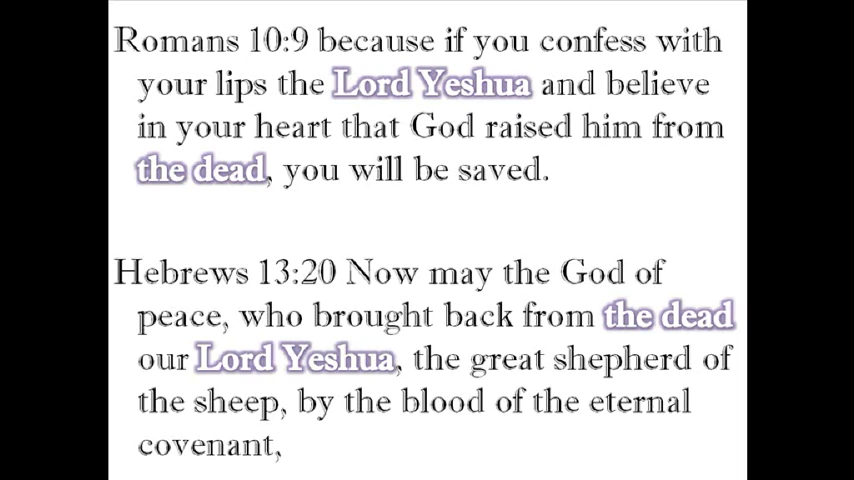 Romans 10:9 because if you confess with
your lips the Lord Yeshua and believe
in your heart that God raised him from
the dead, you will be saved.
Hebrews 13:20 Now may the God of
peace, who brought back from the dead
our Lord Yeshua, the great shepherd of
the sheep, by the blood of the eternal
covenant,